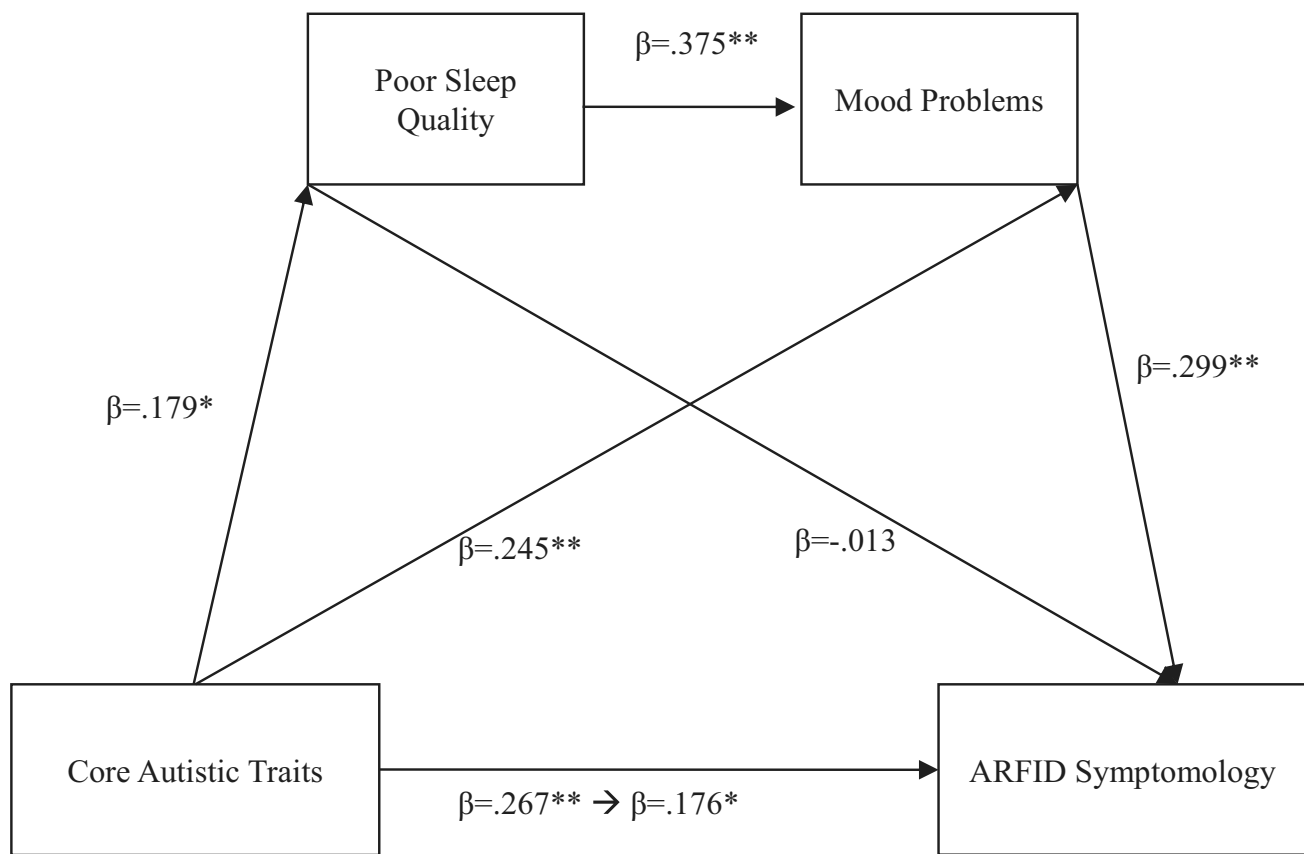 β=.375**
Poor Sleep
Quality
Mood Problems
β=.179*
β=.299**
β=.245**
β=-.013
Core Autistic Traits
ARFID Symptomology
β=.267** → β=.176*